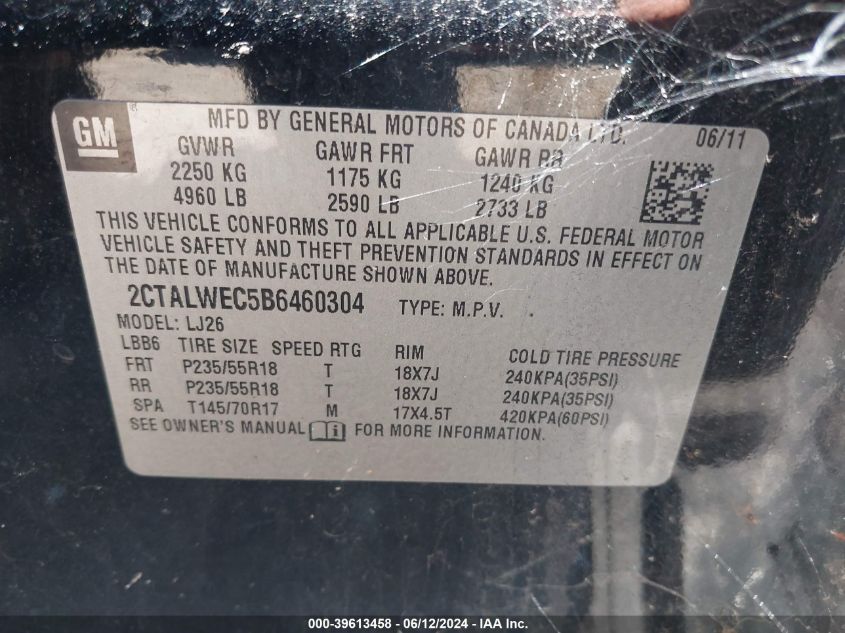 GM
MFD BY GENERAL MOTORS OF CANADA LTD. 06/11
GVWR GAWR FRT GAWR RR
2250 KG 1175 KG 1240 KG
4960 LB 2590 LB 2733 LB
THIS VEHICLE CONFORMS TO ALL APPLICABLE U.S. FEDERAL MOTOR
VEHICLE SAFETY AND THEFT PREVENTION STANDARDS IN EFFECT ON
THE DATE OF MANUFACTURE SHOWN ABOVE.
2CTALWEC5B6460304 TYPE: M.P.V.
MODEL: LJ26
LBB6 TIRE SIZE SPEED RTG RIM COLD TIRE PRESSURE
FRT P235/55R18 T 18X7J 240KPA(35PSI)
RR P235/55R18 T 18X7J 240KPA(35PSI)
SPA T145/70R17 M 17X4.5T 420KPA(60PSI)
SEE OWNER'S MANUAL i FOR MORE INFORMATION.
000-39613458 - 06/12/2024 - IAA Inc.